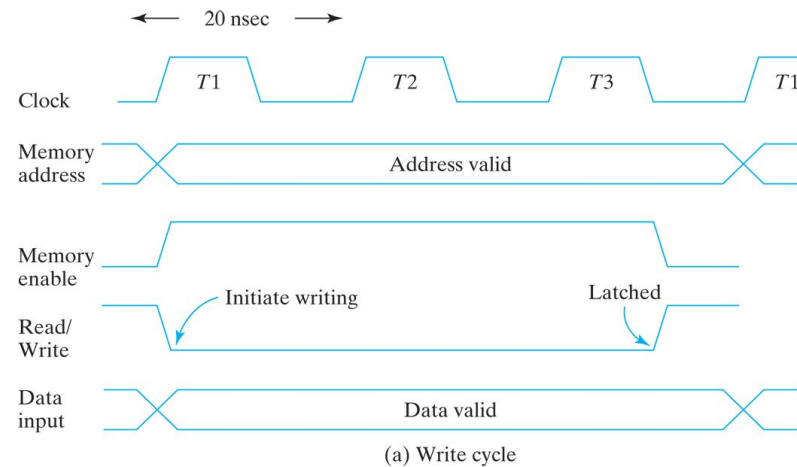 20 nsec
T1 T2 T3 T1
Clock
Memory
address
Address valid
Memory
enable
Initiate writing
Latched
Read/
Write
Data
input
Data valid
(a) Write cycle